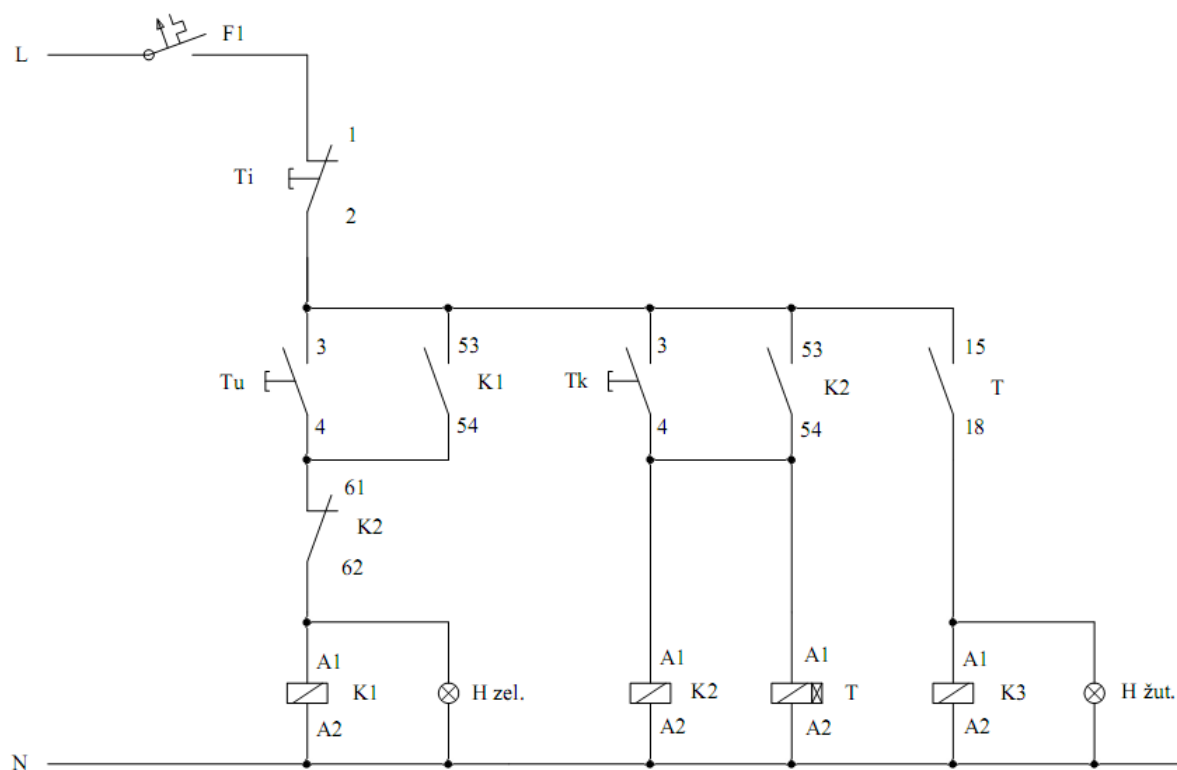 F1
L
1
Ti
2
3 53 3 53 15
Tu K1 Tk K2 T
4 54 4 54 18
61
K2
62
A1 A1 A1 A1
K1 H zel. K2 T K3 H žut.
A2 A2 A2 A2
N